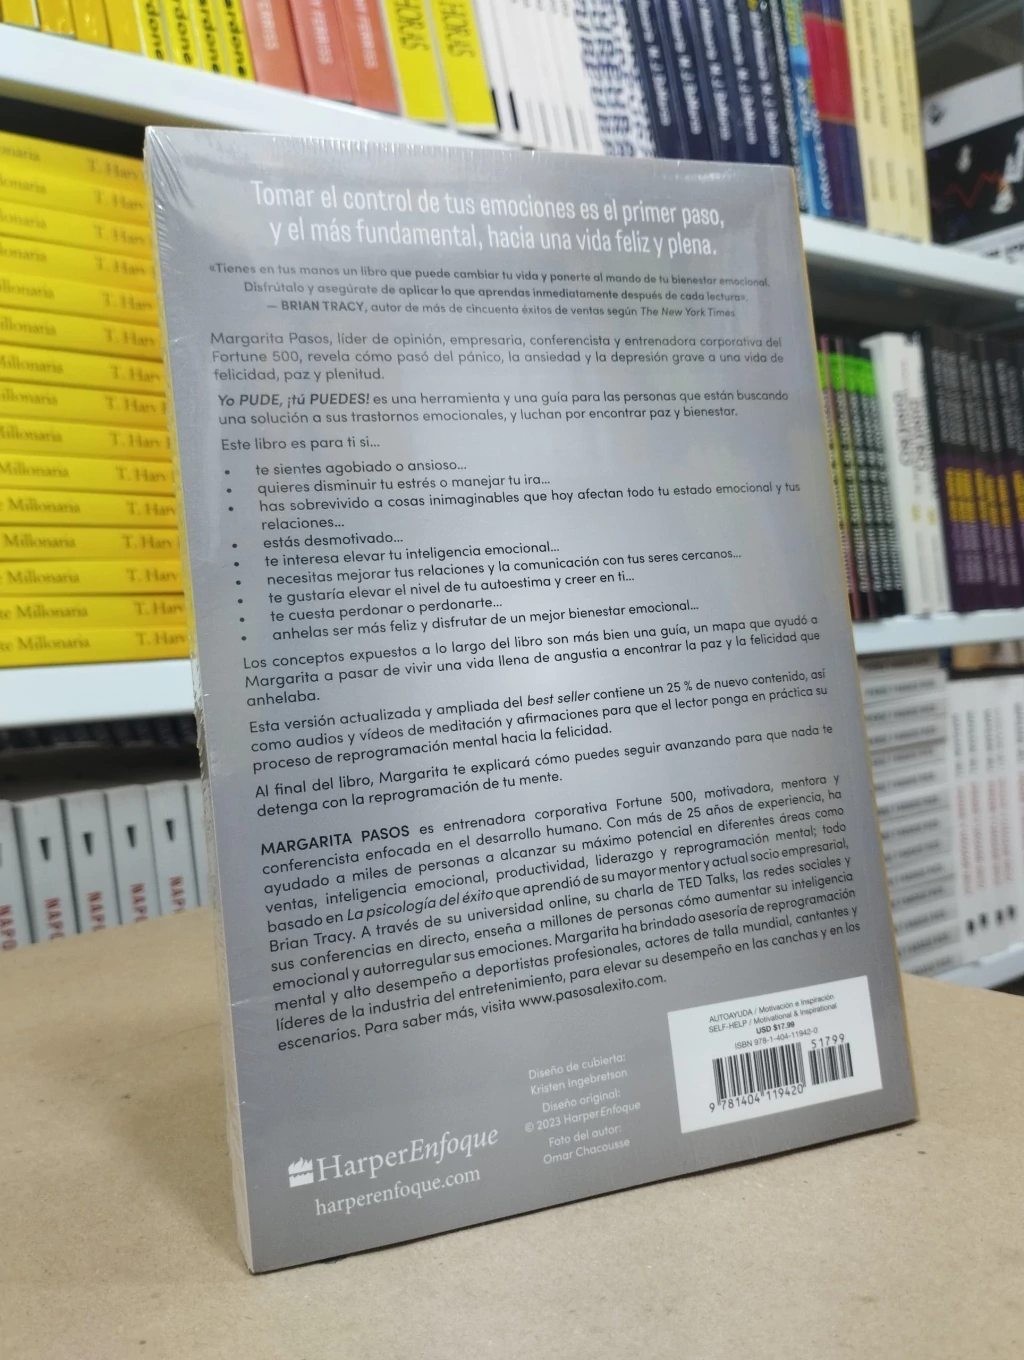 Tomar el control de tus emociones es el primer paso,
y el más fundamental, hacia una vida feliz y plena.
«Tienes en tus manos un libro que puede cambiar tu vida y ponerte al mando de tu bienestar emocional.
Disfrútalo y asegúrate de aplicar lo que aprendas inmediatamente después de cada lectura».
— BRIAN TRACY, autor de más de cincuenta éxitos de ventas según The New York Times
Margarita Pasos, líder de opinión, empresaria, conferencista y entrenadora corporativa del
Fortune 500, revela cómo pasó del pánico, la ansiedad y la depresión grave a una vida de
felicidad, paz y plenitud.
Yo PUDE, ¡tú PUEDES! es una herramienta y una guía para las personas que están buscando
una solución a sus trastornos emocionales, y luchan por encontrar paz y bienestar.
Este libro es para ti si...
• te sientes agobiado o ansioso...
• quieres disminuir tu estrés o manejar tu ira...
• has sobrevivido a cosas inimaginables que hoy afectan todo tu estado emocional y tus
relaciones...
• estás desmotivado...
• te interesa elevar tu inteligencia emocional...
• necesitas mejorar tus relaciones y la comunicación con tus seres cercanos...
• te gustaría elevar el nivel de tu autoestima y creer en ti...
• te cuesta perdonar o perdonarte...
• anhelas ser más feliz y disfrutar de un mejor bienestar emocional...
Los conceptos expuestos a lo largo del libro son más bien una guía, un mapa que ayudó a
Margarita a pasar de vivir una vida llena de angustia a encontrar la paz y la felicidad que
anhelaba.
Esta versión actualizada y ampliada del best seller contiene un 25 % de nuevo contenido, así
como audios y vídeos de meditación y afirmaciones para que el lector ponga en práctica su
proceso de reprogramación mental hacia la felicidad.
Al final del libro, Margarita te explicará cómo puedes seguir avanzando para que nada te
detenga con la reprogramación de tu mente.
MARGARITA PASOS es entrenadora corporativa Fortune 500, motivadora, mentora y
conferencista enfocada en el desarrollo humano. Con más de 25 años de experiencia, ha
ayudado a miles de personas a alcanzar su máximo potencial en diferentes áreas como
ventas, inteligencia emocional, productividad, liderazgo y reprogramación mental; todo
basado en La psicología del éxito que aprendió de su mayor mentor y actual socio empresarial,
Brian Tracy. A través de su universidad online, su charla de TED Talks, las redes sociales y
sus conferencias en directo, enseña a millones de personas cómo aumentar su inteligencia
emocional y autorregular sus emociones. Margarita ha brindado asesoría de reprogramación
mental y alto desempeño a deportistas profesionales, actores de talla mundial, cantantes y
líderes de la industria del entretenimiento, para elevar su desempeño en las canchas y en los
escenarios. Para saber más, visita www.pasosalexito.com.
AUTOAYUDA / Motivación e Inspiración
SELF-HELP / Motivational & Inspirational
USD $17.99
ISBN 978-1-404-11942-0
51799
9 781404 119420
Diseño de cubierta:
Kristen Ingebretson
Diseño original:
© 2023 HarperEnfoque
Foto del autor:
Omar Chacousse
HarperEnfoque
harperenfoque.com